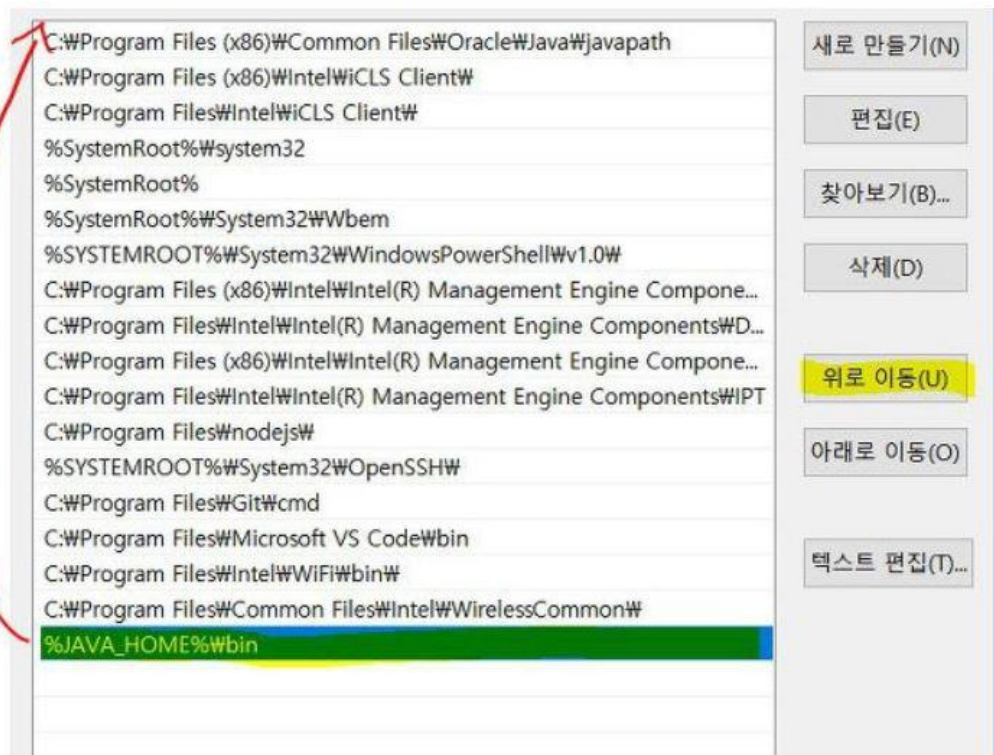 C:₩Program Files (x86)₩Common Files₩Oracle₩Java₩javapath
C:₩Program Files (x86)₩Intel₩iCLS Client₩
C:₩Program Files₩Intel₩iCLS Client₩
%SystemRoot%₩system32
%SystemRoot%
%SystemRoot%₩System32₩Wbem
%SYSTEMROOT%₩System32₩WindowsPowerShell₩v1.0₩
C:₩Program Files (x86)₩Intel₩Intel(R) Management Engine Compone...
C:₩Program Files₩Intel₩Intel(R) Management Engine Components₩D...
C:₩Program Files (x86)₩Intel₩Intel(R) Management Engine Compone...
C:₩Program Files₩Intel₩Intel(R) Management Engine Components₩IPT
C:₩Program Files₩nodejs₩
%SYSTEMROOT%₩System32₩OpenSSH₩
C:₩Program Files₩Git₩cmd
C:₩Program Files₩Microsoft VS Code₩bin
C:₩Program Files₩Intel₩WiFi₩bin₩
C:₩Program Files₩Common Files₩Intel₩WirelessCommon₩
%JAVA_HOME%₩bin
새로 만들기(N)
편집(E)
찾아보기(B)...
삭제(D)
위로 이동(U)
아래로 이동(O)
텍스트 편집(T)...